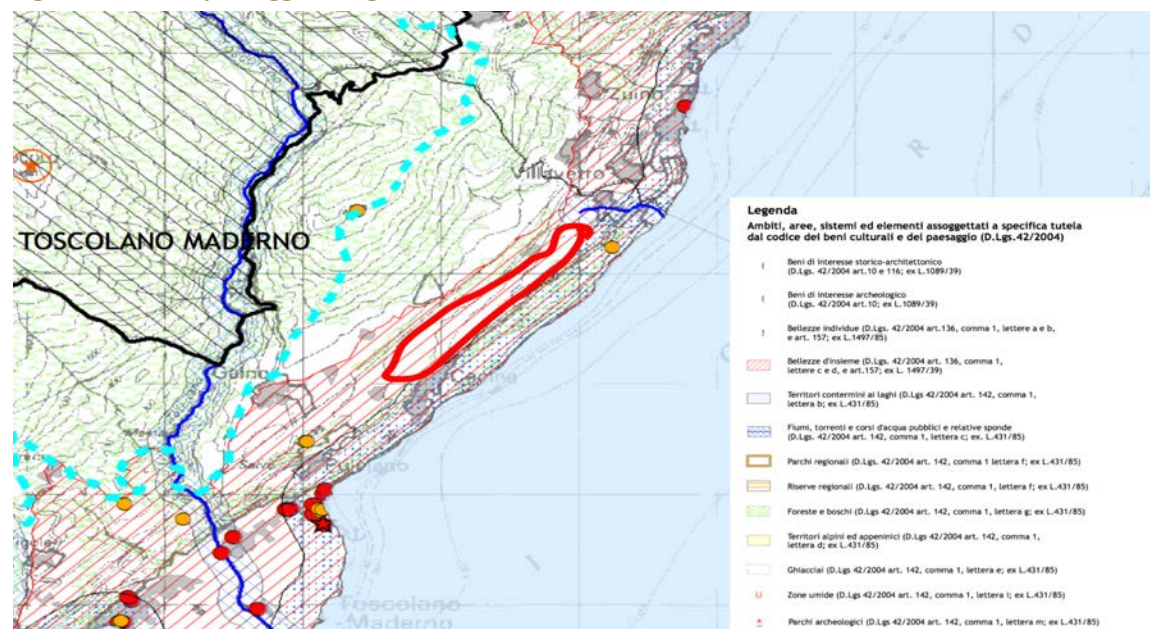 Zuino
Villavetro
TOSCOLANO MADERNO
Gaino
Cecina
Pulciano
Toscolano
-Maderno
R
D
I
Legenda
Ambiti, aree, sistemi ed elementi assoggettati a specifica tutela
dal codice dei beni culturali e del paesaggio (D.Lgs.42/2004)
Beni di interesse storico-architettonico
(D.Lgs. 42/2004 art.10 e 116; ex L.1089/39)
Beni di interesse archeologico
(D.Lgs. 42/2004 art.10; ex L.1089/39)
Bellezze individue (D.Lgs. 42/2004 art.136, comma 1, lettere a e b,
e art. 157; ex L.1497/85)
Bellezze d'insieme (D.Lgs. 42/2004 art. 136, comma 1,
lettere c e d, e art.157; ex L. 1497/39)
Territori contermini ai laghi (D.Lgs 42/2004 art. 142, comma 1,
lettera b; ex L.431/85)
Fiumi, torrenti e corsi d'acqua pubblici e relative sponde
(D.Lgs. 42/2004 art. 142, comma 1, lettera c; ex. L.431/85)
Parchi regionali (D.Lgs. 42/2004 art. 142, comma 1 lettera f; ex L.431/85)
Riserve regionali (D.Lgs 42/2004 art. 142, comma 1, lettera f; ex L.431/85)
Foreste e boschi (D.Lgs 42/2004 art. 142, comma 1, lettera g; ex L.431/85)
Territori alpini ed appeninici (D.Lgs 42/2004 art. 142, comma 1,
lettera d; ex L.431/85)
Ghiacciai (D.Lgs 42/2004 art. 142, comma 1, lettera e; ex L.431/85)
Zone umide (D.Lgs 42/2004 art. 142, comma 1, lettera i; ex L.431/85)
Parchi archeologici (D.Lgs 42/2004 art. 142, comma 1, lettera m; ex L.431/85)